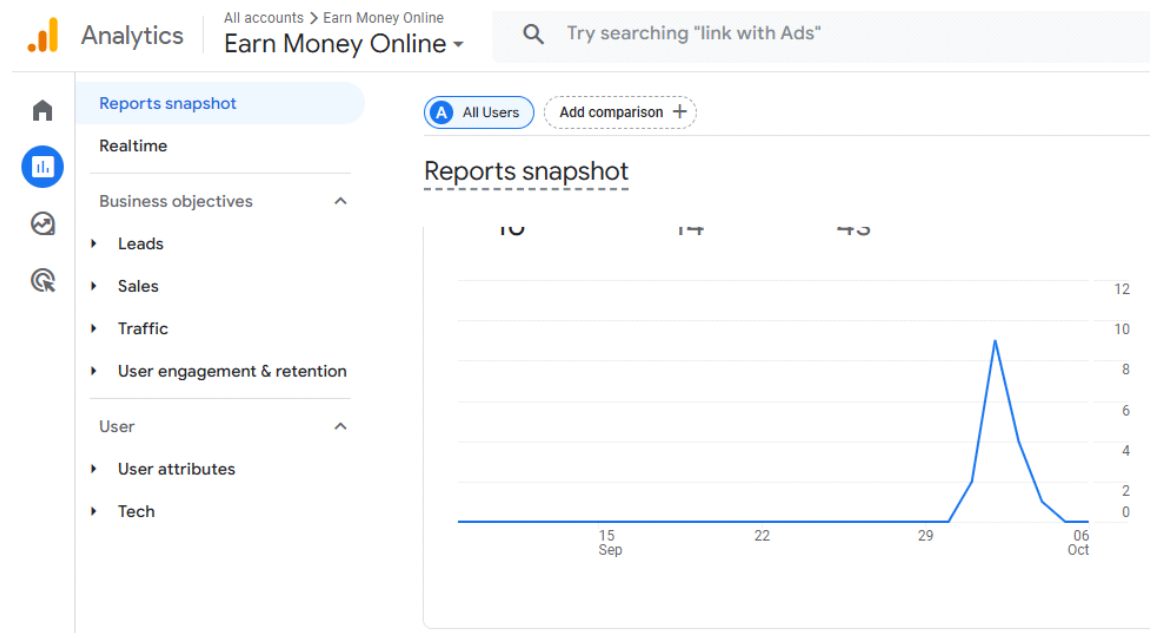 All accounts > Earn Money Online
Analytics
Earn Money Online
Try searching "link with Ads"
Reports snapshot
Realtime
Business objectives
Leads
Sales
Traffic
User engagement & retention
User
User attributes
Tech
A All Users
Add comparison +
Reports snapshot
12
10
8
6
4
2
0
15 22 29 06
Sep Oct